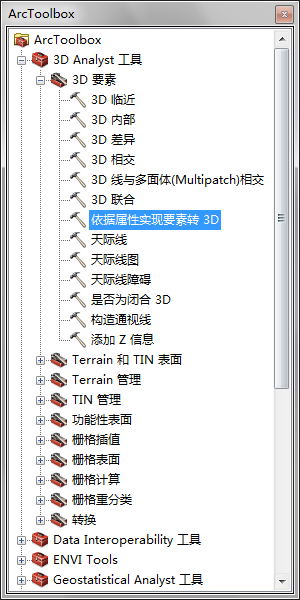 ArcToolbox
ArcToolbox
3D Analyst 工具
3D 要素
3D 临近
3D 内部
3D 差异
3D 相交
3D 线与多面体(Multipatch)相交
3D 联合
依据属性实现要素转 3D
天际线
天际线图
天际线障碍
是否为闭合 3D
构造通视线
添加 Z 信息
Terrain 和 TIN 表面
Terrain 管理
TIN 管理
功能性表面
栅格插值
栅格表面
栅格计算
栅格重分类
转换
Data Interoperability 工具
ENVI Tools
Geostatistical Analyst 工具